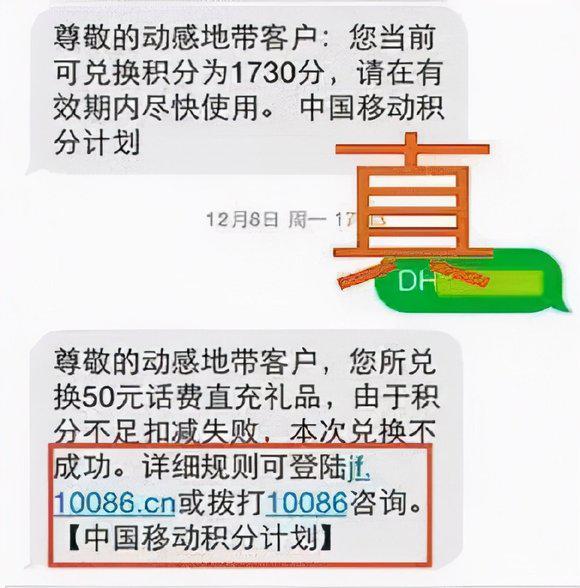 尊敬的动感地带客户：您当前
可兑换积分为1730分，请在有
效期内尽快使用。 中国移动积
分计划
12月8日 周一 17
真
DH
尊敬的动感地带客户，您所兑
换50元话费直充礼品，由于积
分不足扣减失败，本次兑换不
成功。详细规则可登陆jf.
10086.cn或拨打10086咨询。
【中国移动积分计划】